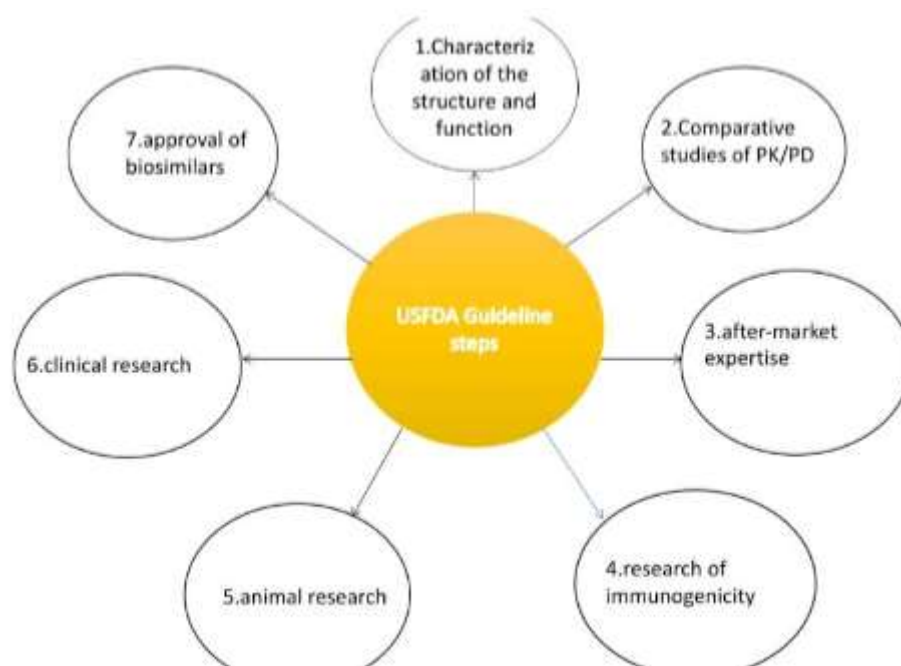 1.Characteriz
ation of the
structure and
function
2.Comparative
studies of PK/PD
3.after-market
expertise
4.research of
immunogenicity
5.animal research
6.clinical research
7.approval of
biosimilars
USFDA Guideline
steps